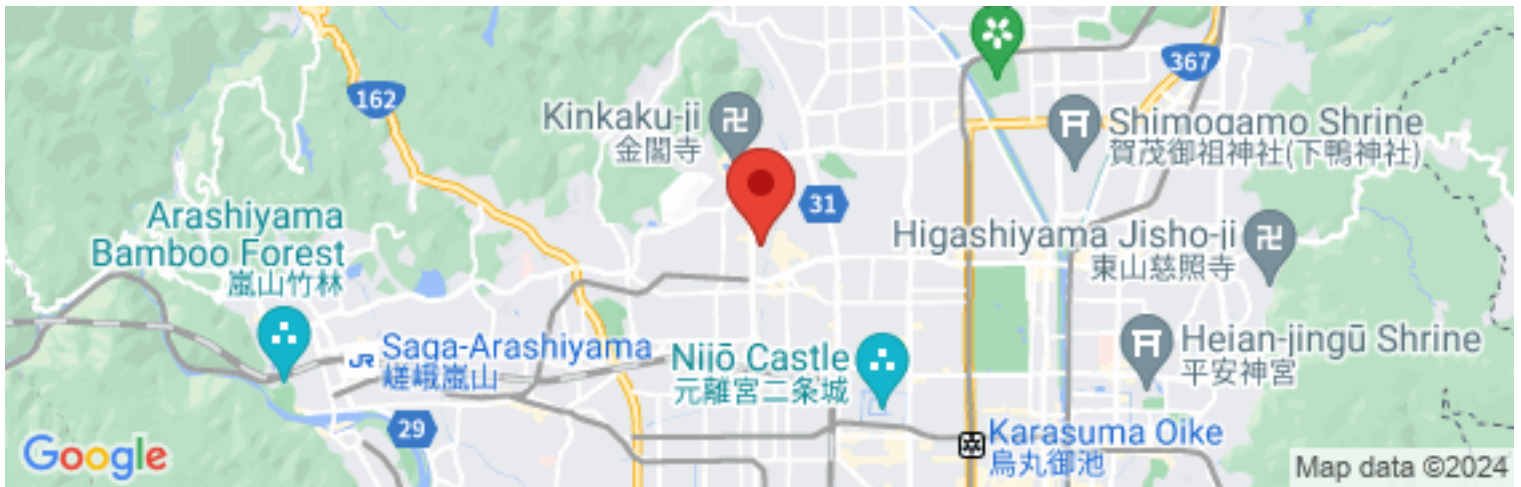 162
367
Kinkaku-ji
金閣寺
Shimogamo Shrine
賀茂御祖神社(下鴨神社)
31
Arashiyama
Bamboo Forest
嵐山竹林
Higashiyama Jisho-ji
東山慈照寺
JR Saga-Arashiyama
嵯峨嵐山
Nijō Castle
元離宮二条城
Heian-jingū Shrine
平安神宮
29
Karasuma Oike
烏丸御池
Google
Map data ©2024